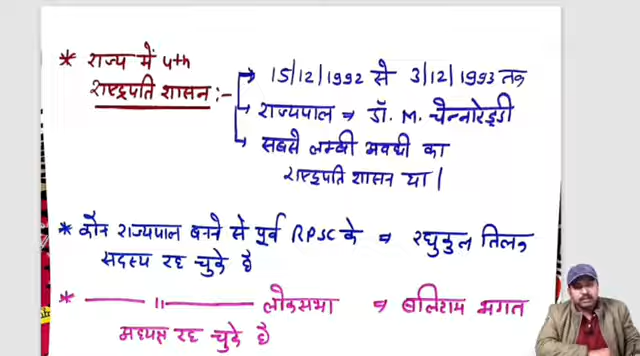 * राज्य में 4th
राष्ट्रपति शासन :-
→ 15/12/1992 से 3/12/1993 तक
→ राज्यपाल ⇒ डॉ. M. चेन्नारेड्डी
→ सबसे लम्बी अवधी का
राष्ट्रपति शासन था।
* कौन राज्यपाल बनने से पूर्व RPSC के ⇒ रघुकुल तिलक
सदस्य रह चुके है
* ——— 11 ——— लोकसभा ⇒ बलिराम भगत
अध्यक्ष रह चुके है